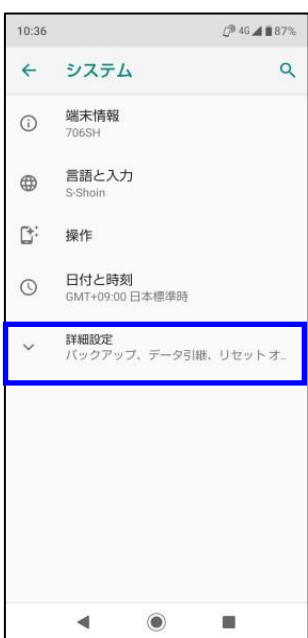 10:36
4G 87%
システム
端末情報
706SH
言語と入力
S-Shoin
操作
日付と時刻
GMT+09:00 日本標準時
詳細設定
バックアップ、データ引継、リセット オ…